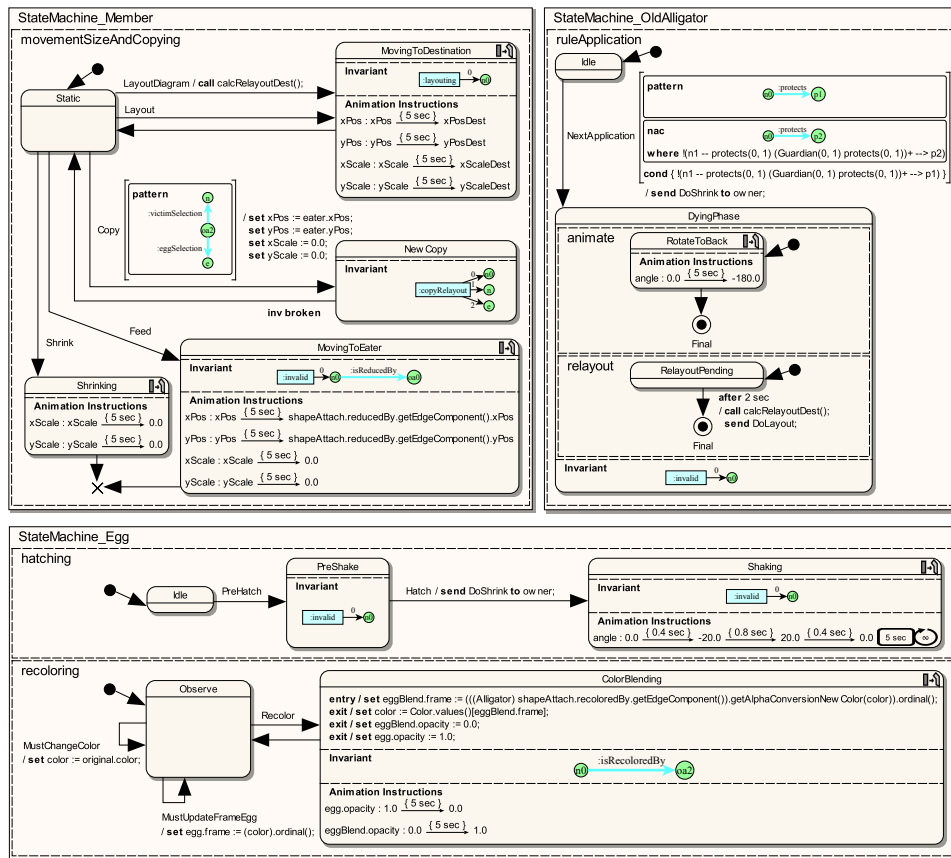 StateMachine_Member
movementSizeAndCopying
Static
LayoutDiagram / call calcRelayoutDest();
Layout
MovingToDestination
Invariant
:layouting
0
n0
Animation Instructions
xPos : xPos { 5 sec } xPosDest
yPos : yPos { 5 sec } yPosDest
xScale : xScale { 5 sec } xScaleDest
yScale : yScale { 5 sec } yScaleDest
Copy
pattern
n
:victimSelection
oa2
:eggSelection
e
/ set xPos := eater.xPos;
set yPos := eater.yPos;
set xScale := 0.0;
set yScale := 0.0;
New Copy
Invariant
:copyRelayout
0
n0
1
n
2
e
inv broken
Shrink
Feed
Shrinking
Animation Instructions
xScale : xScale { 5 sec } 0.0
yScale : yScale { 5 sec } 0.0
MovingToEater
Invariant
:invalid
0
n0
:isReducedBy
oa0
Animation Instructions
xPos : xPos { 5 sec } shapeAttach.reducedBy.getEdgeComponent().xPos
yPos : yPos { 5 sec } shapeAttach.reducedBy.getEdgeComponent().yPos
xScale : xScale { 5 sec } 0.0
yScale : yScale { 5 sec } 0.0
StateMachine_OldAlligator
ruleApplication
Idle
NextApplication
pattern
n0 :protects p1
nac
n0 :protects p2
where !(n1 -- protects(0, 1) (Guardian(0, 1) protects(0, 1))+ --> p2)
cond { !(n1 -- protects(0, 1) (Guardian(0, 1) protects(0, 1))+ --> p1) }
/ send DoShrink to owner;
DyingPhase
animate
RotateToBack
Animation Instructions
angle : 0.0 { 5 sec } -180.0
Final
relayout
RelayoutPending
after 2 sec
/ call calcRelayoutDest();
send DoLayout;
Final
Invariant
:invalid
0
n0
StateMachine_Egg
hatching
Idle
PreHatch
PreShake
Invariant
:invalid
0
n0
Hatch / send DoShrink to owner;
Shaking
Invariant
:invalid
0
n0
Animation Instructions
angle : 0.0 { 0.4 sec } -20.0 { 0.8 sec } 20.0 { 0.4 sec } 0.0 5 sec ∞
recoloring
Observe
Recolor
MustChangeColor
/ set color := original.color;
MustUpdateFrameEgg
/ set egg.frame := (color).ordinal();
ColorBlending
entry / set eggBlend.frame := (((Alligator) shapeAttach.recoloredBy.getEdgeComponent()).getAlphaConversionNew Color(color)).ordinal();
exit / set color := Color.values()[eggBlend.frame];
exit / set eggBlend.opacity := 0.0;
exit / set egg.opacity := 1.0;
Invariant
n0 :isRecoloredBy oa2
Animation Instructions
egg.opacity : 1.0 { 5 sec } 0.0
eggBlend.opacity : 0.0 { 5 sec } 1.0